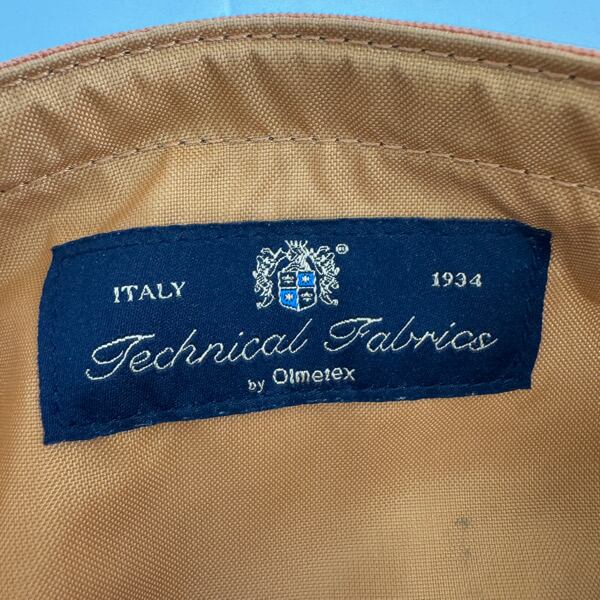 ITALY 1934
Technical Fabrics
by Olmetex